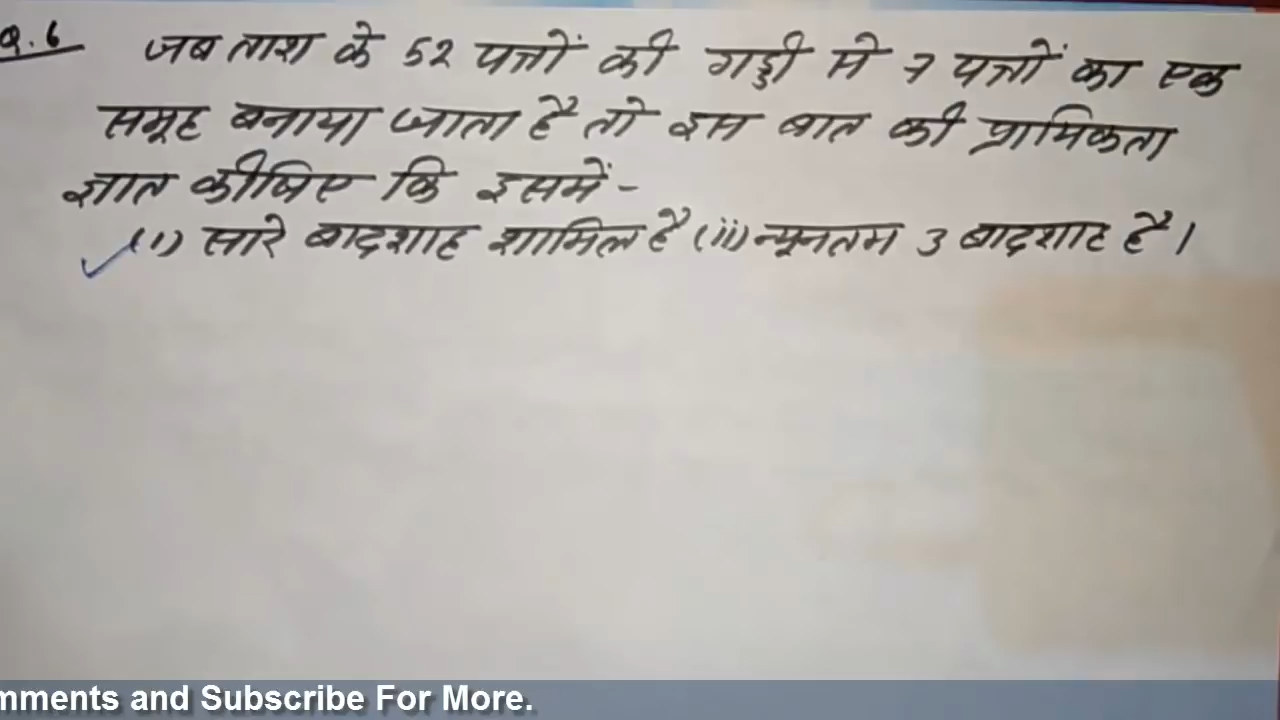 Q.6 जब ताश के 52 पत्तों की गड्डी मे 7 पत्तों का एक
समूह बनाया जाता है तो इस बात की प्रामिकता
ज्ञात कीजिए कि इसमें -
(i) सारे बादशाह शामिल है (ii) न्यूनतम 3 बादशाह है।
mments and Subscribe For More.